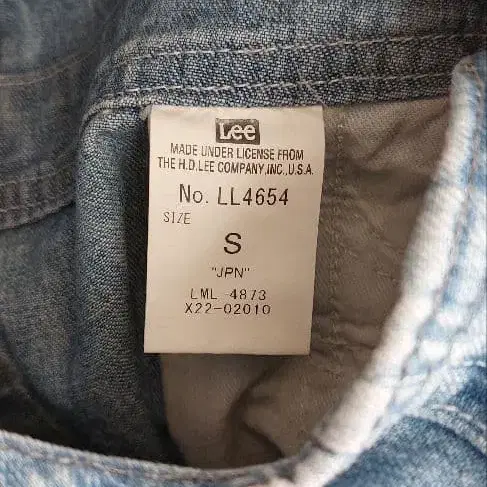 Lee
MADE UNDER LICENSE FROM
THE H.D.LEE COMPANY,INC.,U.S.A.
No. LL4654
SIZE
S
"JPN"
LML 4873
X22-02010